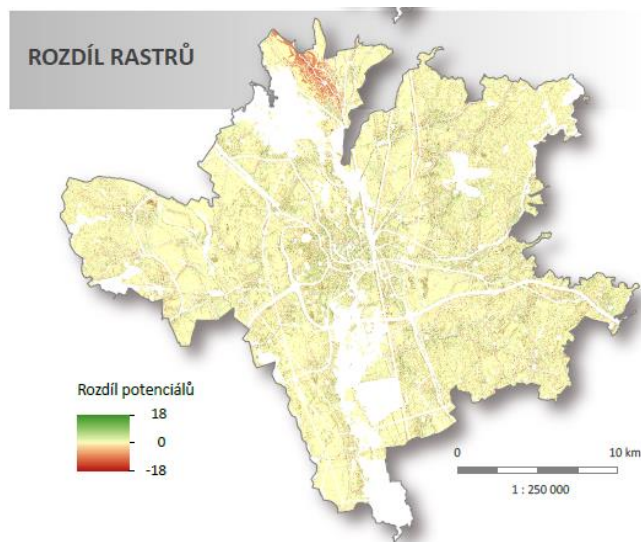 ROZDÍL RASTRŮ
Rozdíl potenciálů
18
0
-18
0 10 km
1 : 250 000